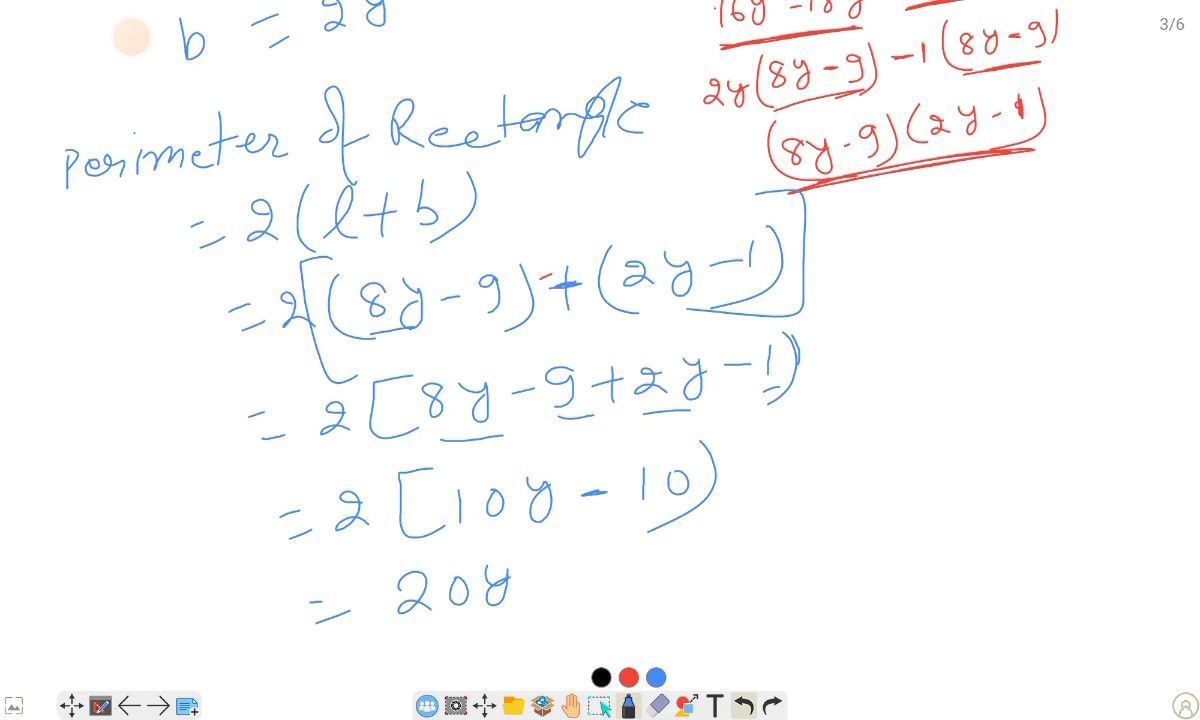 b = 2y
3/6
2y(8y-9) -1(8y-9)
(8y-9)(2y-1)
Perimeter of Rectangle
= 2(l+b)
= 2[(8y-9) + (2y-1)]
= 2[8y-9+2y-1)
= 2[10y-10)
= 20y
T